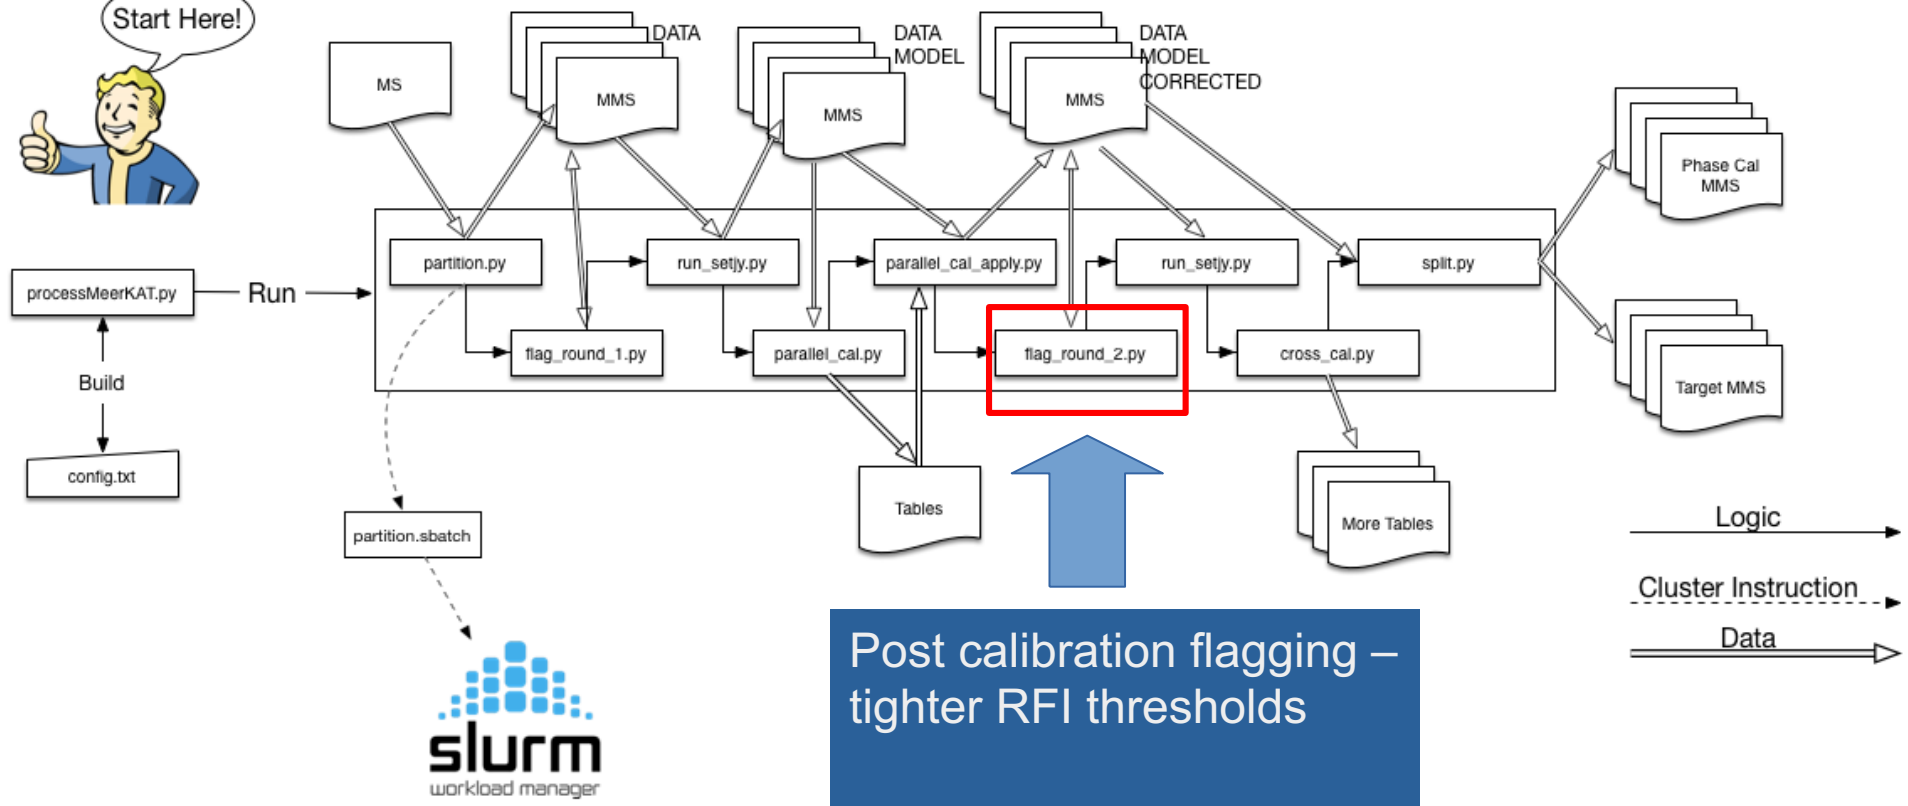 Start Here!
MS
DATA
MMS
DATA
MODEL
MMS
DATA
MODEL
CORRECTED
MMS
Phase Cal
MMS
Target MMS
processMeerKAT.py
Run
Build
config.txt
partition.py
run_setjy.py
parallel_cal_apply.py
run_setjy.py
split.py
flag_round_1.py
parallel_cal.py
flag_round_2.py
cross_cal.py
partition.sbatch
Tables
More Tables
Logic
Cluster Instruction
Data
slurm
workload manager
Post calibration flagging –
tighter RFI thresholds